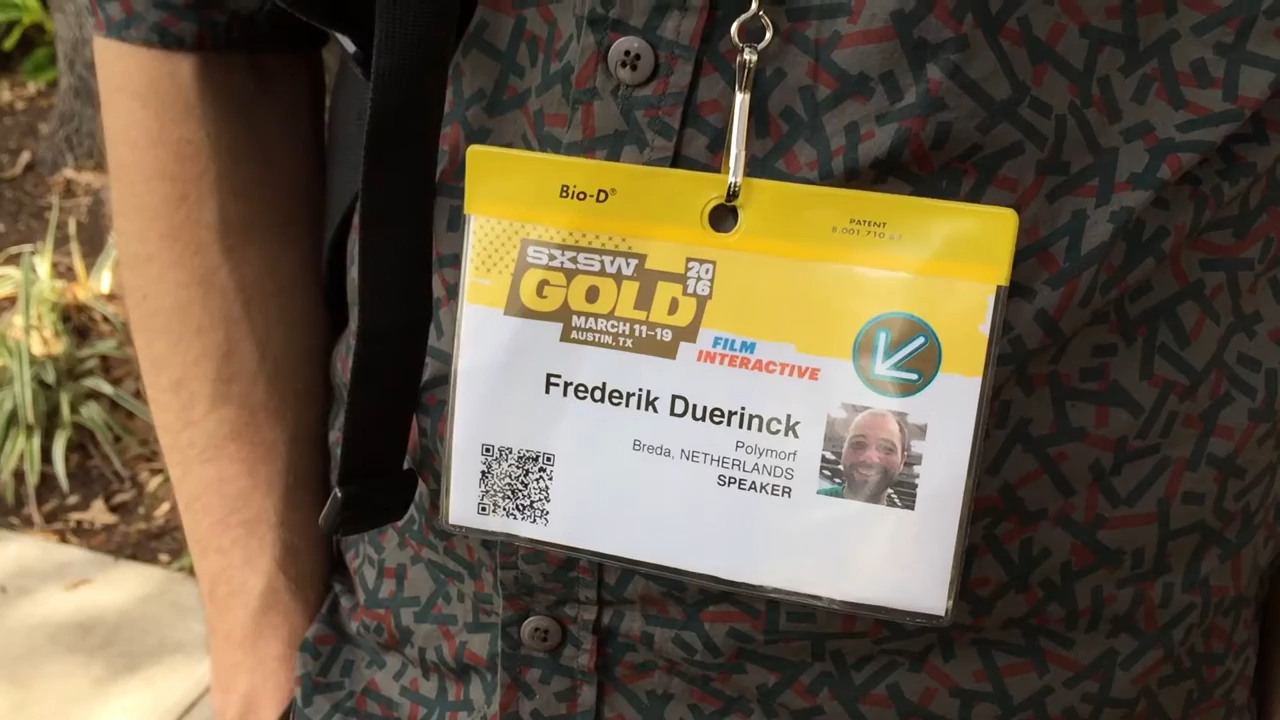 Bio-D®
PATENT
SXSW
2016
GOLD
MARCH 11-19
AUSTIN, TX
FILM
INTERACTIVE
Frederik Duerinck
Polymorf
Breda, NETHERLANDS
SPEAKER